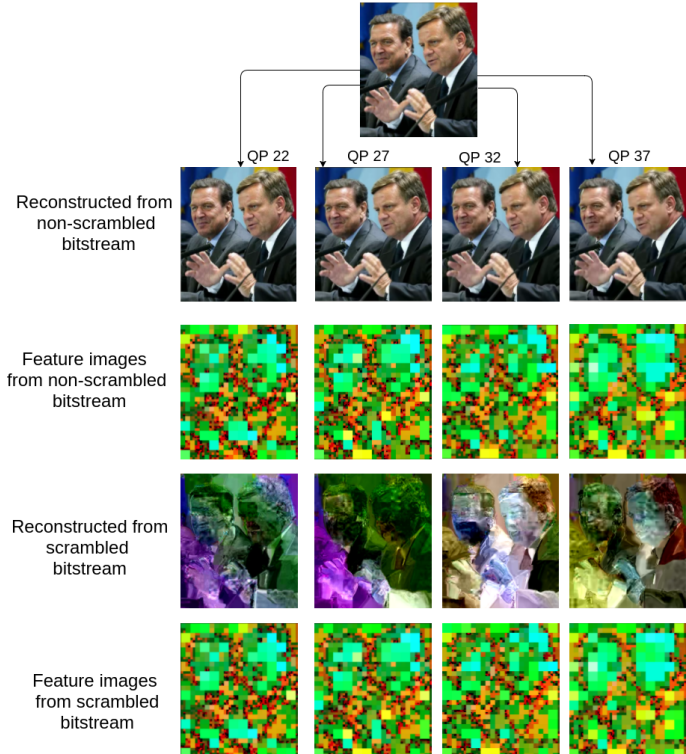 QP 22
QP 27
QP 32
QP 37
Reconstructed from
non-scrambled
bitstream
Feature images
from non-scrambled
bitstream
Reconstructed from
scrambled
bitstream
Feature images
from scrambled
bitstream